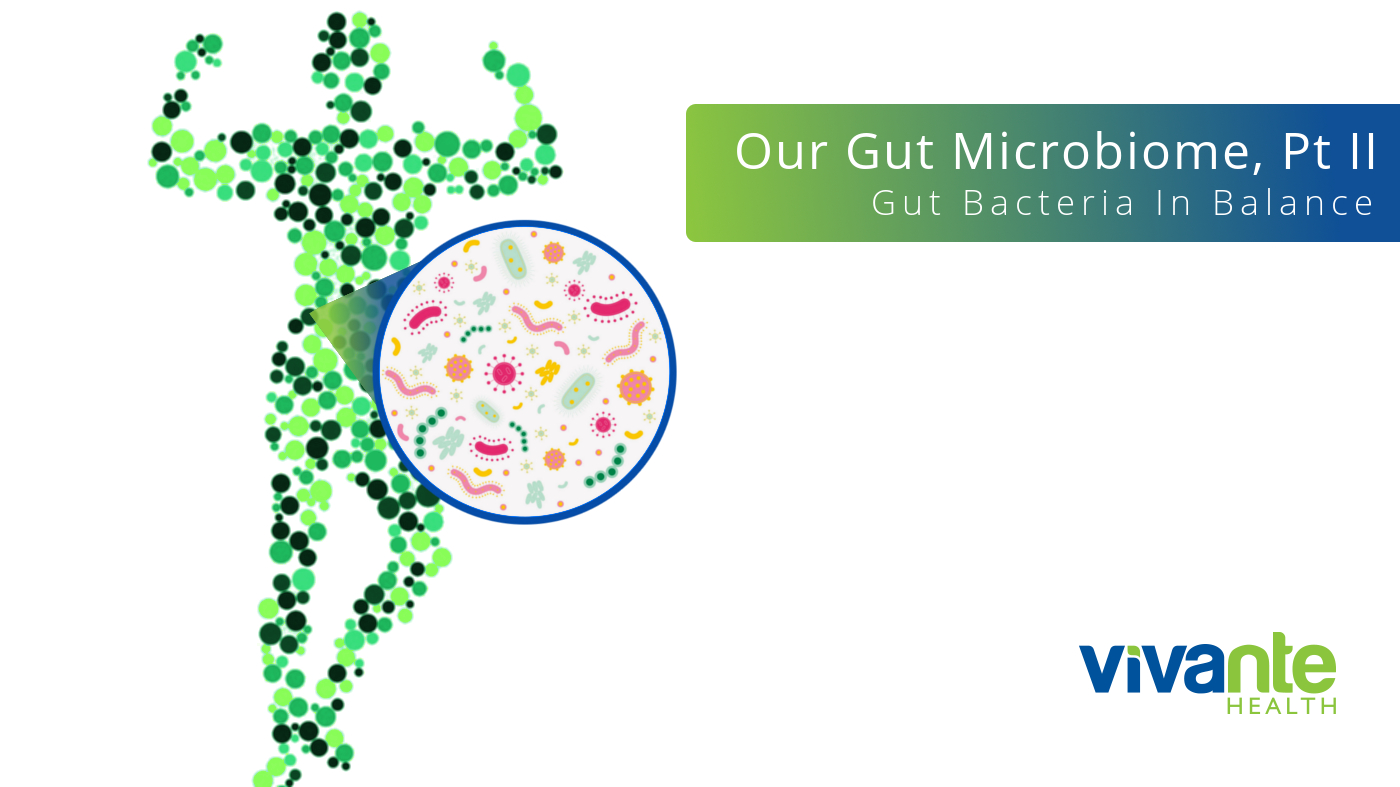 Our Gut Microbiome, Pt II
Gut Bacteria In Balance
vivante
HEALTH